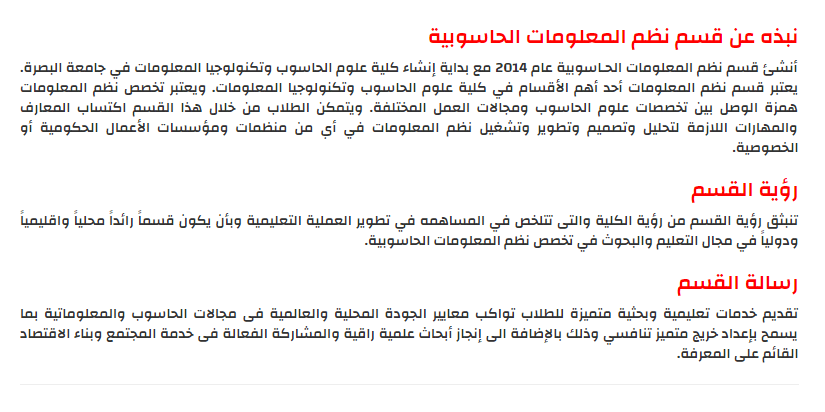 نبذه عن قسم نظم المعلومات الحاسوبية
أنشئ قسم نظم المعلومات الحاسوبية عام 2014 مع بداية إنشاء كلية علوم الحاسوب وتكنولوجيا المعلومات في جامعة البصرة.
يعتبر قسم نظم المعلومات أحد أهم الأقسام في كلية علوم الحاسوب وتكنولوجيا المعلومات. ويعتبر تخصص نظم المعلومات
همزة الوصل بين تخصصات علوم الحاسوب ومجالات العمل المختلفة. ويتمكن الطلاب من خلال هذا القسم اكتساب المعارف
والمهارات اللازمة لتحليل وتصميم وتطوير وتشغيل نظم المعلومات في أي من منظمات ومؤسسات الأعمال الحكومية أو
الخصوصية.
رؤية القسم
تنبثق رؤية القسم من رؤية الكلية والتى تتلخص في المساهمه في تطوير العملية التعليمية وبأن يكون قسماً رائداً محلياً واقليمياً
ودولياً في مجال التعليم والبحوث في تخصص نظم المعلومات الحاسوبية.
رسالة القسم
تقديم خدمات تعليمية وبحثية متميزة للطلاب تواكب معايير الجودة المحلية والعالمية فى مجالات الحاسوب والمعلوماتية بما
يسمح بإعداد خريج متميز تنافسي وذلك بالإضافة الى إنجاز أبحاث علمية راقية والمشاركة الفعالة فى خدمة المجتمع وبناء الاقتصاد
القائم على المعرفة.